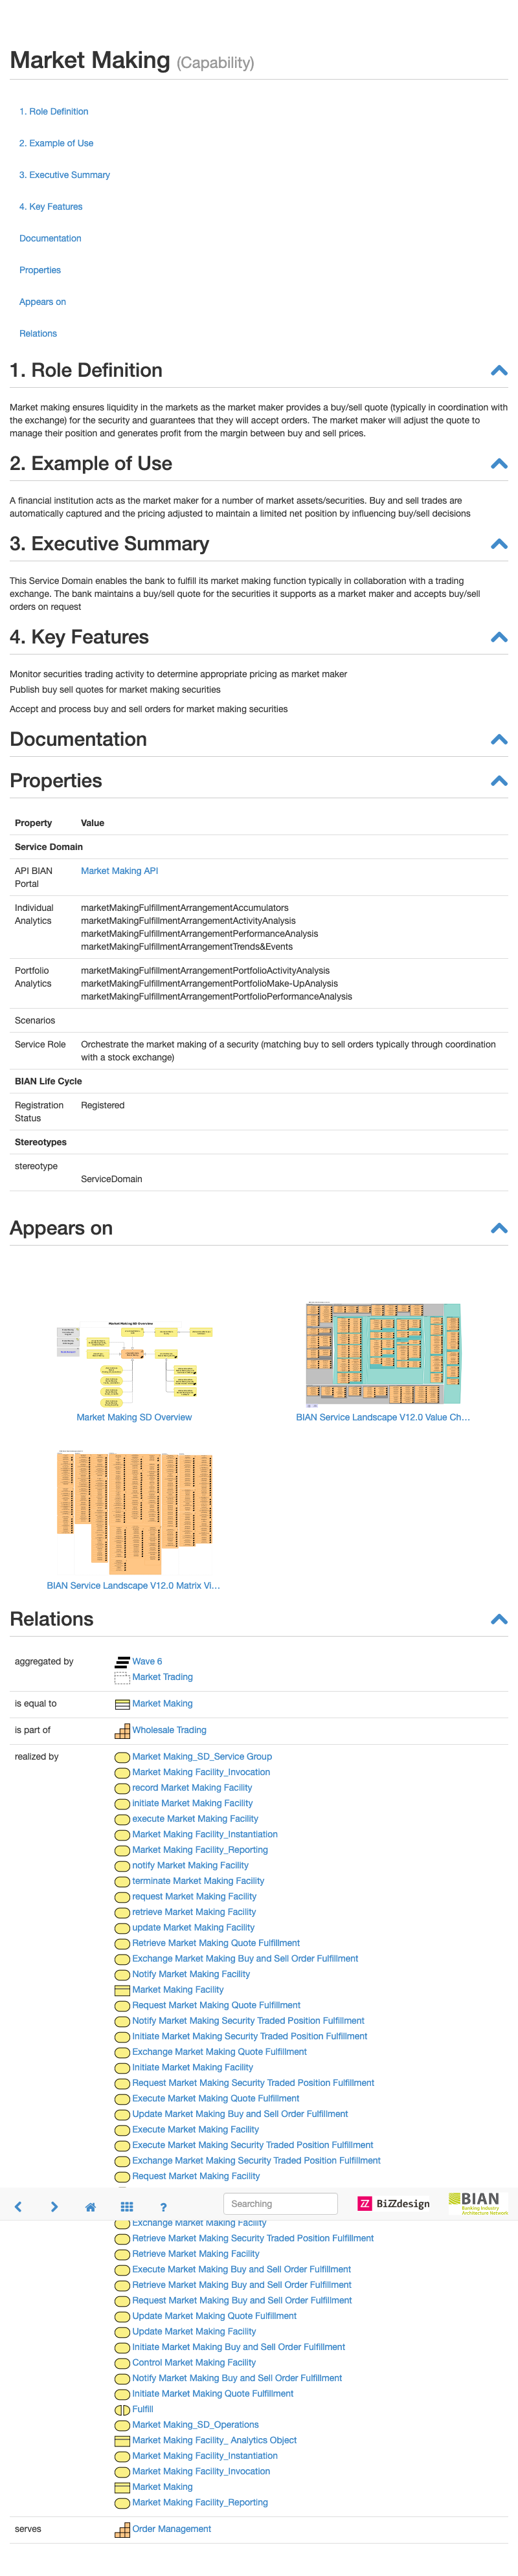 Market Making (Capability)
1. Role Definition
2. Example of Use
3. Executive Summary
4. Key Features
Documentation
Properties
Appears on
Relations
1. Role Definition
Market making ensures liquidity in the markets as the market maker provides a buy/sell quote (typically in coordination with
the exchange) for the security and guarantees that they will accept orders. The market maker will adjust the quote to
manage their position and generates profit from the margin between buy and sell prices.
2. Example of Use
A financial institution acts as the market maker for a number of market assets/securities. Buy and sell trades are
automatically captured and the pricing adjusted to maintain a limited net position by influencing buy/sell decisions
3. Executive Summary
This Service Domain enables the bank to fulfill its market making function typically in collaboration with a trading
exchange. The bank maintains a buy/sell quote for the securities it supports as a market maker and accepts buy/sell
orders on request
4. Key Features
Monitor securities trading activity to determine appropriate pricing as market maker
Publish buy sell quotes for market making securities
Accept and process buy and sell orders for market making securities
Documentation
Properties
Property Value
Service Domain
API BIAN Market Making API
Portal
Individual marketMakingFulfillmentArrangementAccumulators
Analytics marketMakingFulfillmentArrangementActivityAnalysis
marketMakingFulfillmentArrangementPerformanceAnalysis
marketMakingFulfillmentArrangementTrends&Events
Portfolio marketMakingFulfillmentArrangementPortfolioActivityAnalysis
Analytics marketMakingFulfillmentArrangementPortfolioMake-UpAnalysis
marketMakingFulfillmentArrangementPortfolioPerformanceAnalysis
Scenarios
Service Role Orchestrate the market making of a security (matching buy to sell orders typically through coordination
with a stock exchange)
BIAN Life Cycle
Registration Registered
Status
Stereotypes
stereotype
ServiceDomain
Appears on
Market Making SD Overview
Market Making SD Overview BIAN Service Landscape V12.0 Value Ch...
BIAN Service Landscape V12.0 Matrix Vi...
Relations
aggregated by Wave 6
Market Trading
is equal to Market Making
is part of Wholesale Trading
realized by Market Making_SD_Service Group
Market Making Facility_Invocation
record Market Making Facility
initiate Market Making Facility
execute Market Making Facility
Market Making Facility_Instantiation
Market Making Facility_Reporting
notify Market Making Facility
terminate Market Making Facility
request Market Making Facility
retrieve Market Making Facility
update Market Making Facility
Retrieve Market Making Quote Fulfillment
Exchange Market Making Buy and Sell Order Fulfillment
Notify Market Making Facility
Market Making Facility
Request Market Making Quote Fulfillment
Notify Market Making Security Traded Position Fulfillment
Initiate Market Making Security Traded Position Fulfillment
Exchange Market Making Quote Fulfillment
Initiate Market Making Facility
Request Market Making Security Traded Position Fulfillment
Execute Market Making Quote Fulfillment
Update Market Making Buy and Sell Order Fulfillment
Execute Market Making Facility
Execute Market Making Security Traded Position Fulfillment
Exchange Market Making Security Traded Position Fulfillment
Request Market Making Facility
? Searching BiZZdesign BIAN
Banking Industry
Architecture Network
Exchange Market Making Facility
Retrieve Market Making Security Traded Position Fulfillment
Retrieve Market Making Facility
Execute Market Making Buy and Sell Order Fulfillment
Retrieve Market Making Buy and Sell Order Fulfillment
Request Market Making Buy and Sell Order Fulfillment
Update Market Making Quote Fulfillment
Update Market Making Facility
Initiate Market Making Buy and Sell Order Fulfillment
Control Market Making Facility
Notify Market Making Buy and Sell Order Fulfillment
Initiate Market Making Quote Fulfillment
Fulfill
Market Making_SD_Operations
Market Making Facility_ Analytics Object
Market Making Facility_Instantiation
Market Making Facility_Invocation
Market Making
Market Making Facility_Reporting
serves Order Management